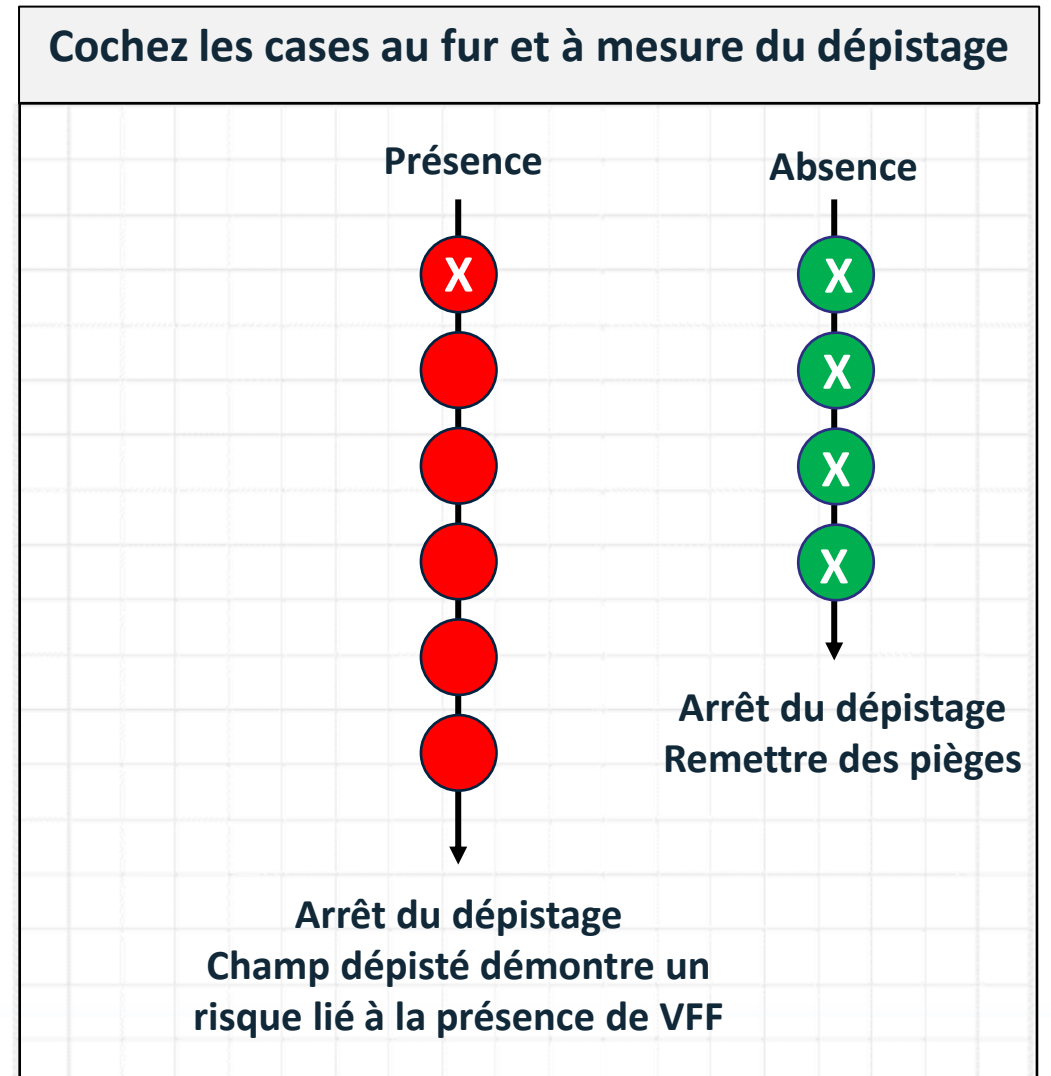 Cochez les cases au fur et à mesure du dépistage
Présence
Absence
X
X
X
X
X
Arrêt du dépistage
Remettre des pièges
Arrêt du dépistage
Champ dépisté démontre un
risque lié à la présence de VFF